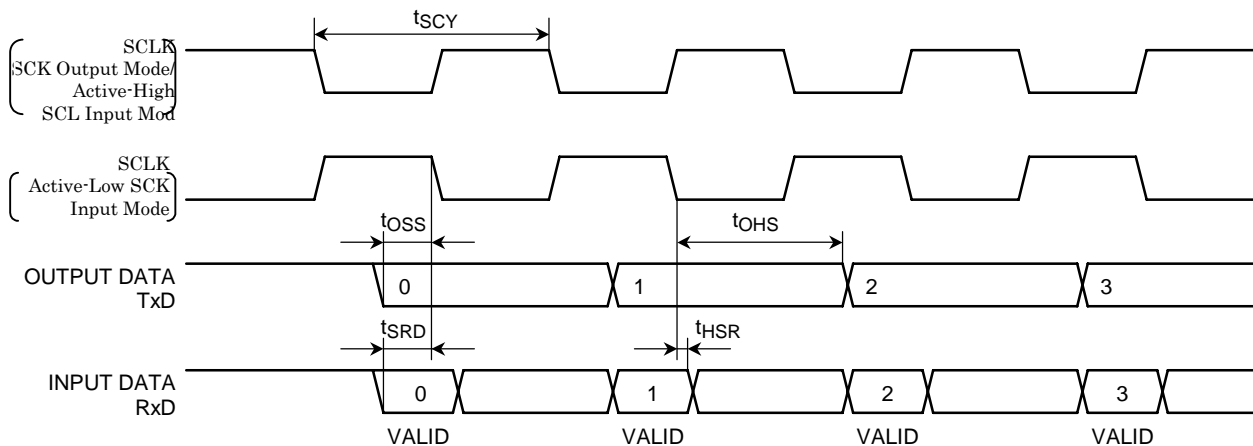 tSCY
SCLK
SCK Output Mode/
Active-High
SCL Input Mod
SCLK
Active-Low SCK
Input Mode
tOSS
tOHS
OUTPUT DATA
TxD
0
1
2
3
tSRD
tHSR
INPUT DATA
RxD
0
1
2
3
VALID
VALID
VALID
VALID